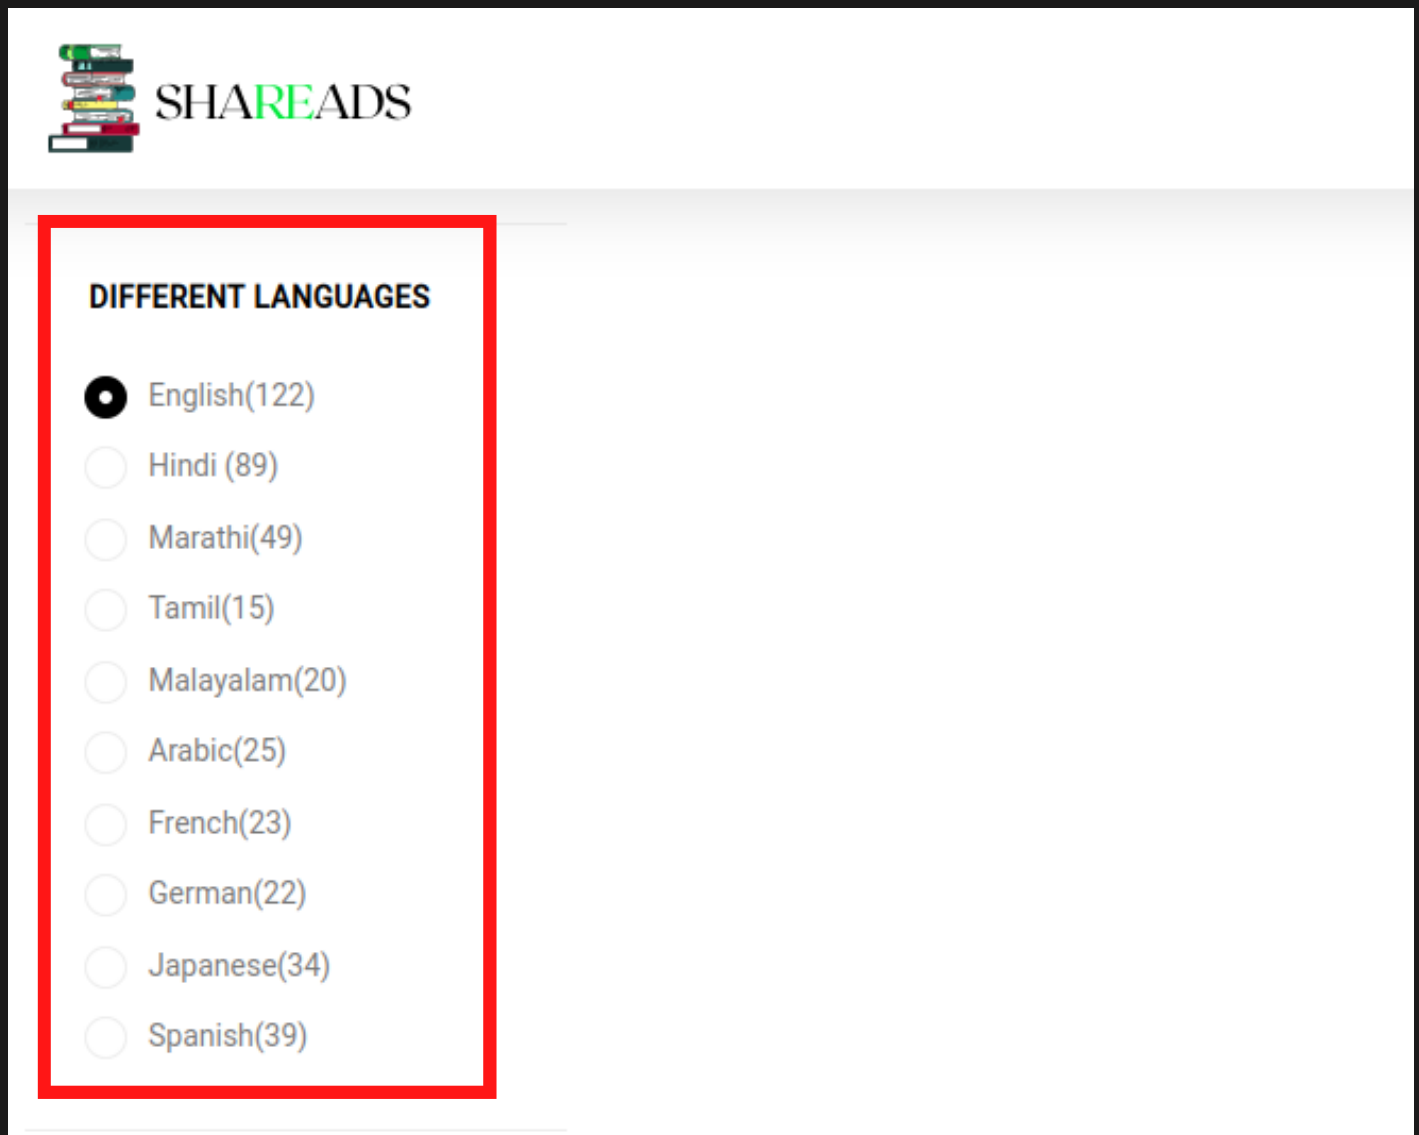 SHAREADS
DIFFERENT LANGUAGES
English(122)
Hindi (89)
Marathi(49)
Tamil(15)
Malayalam(20)
Arabic(25)
French(23)
German(22)
Japanese(34)
Spanish(39)